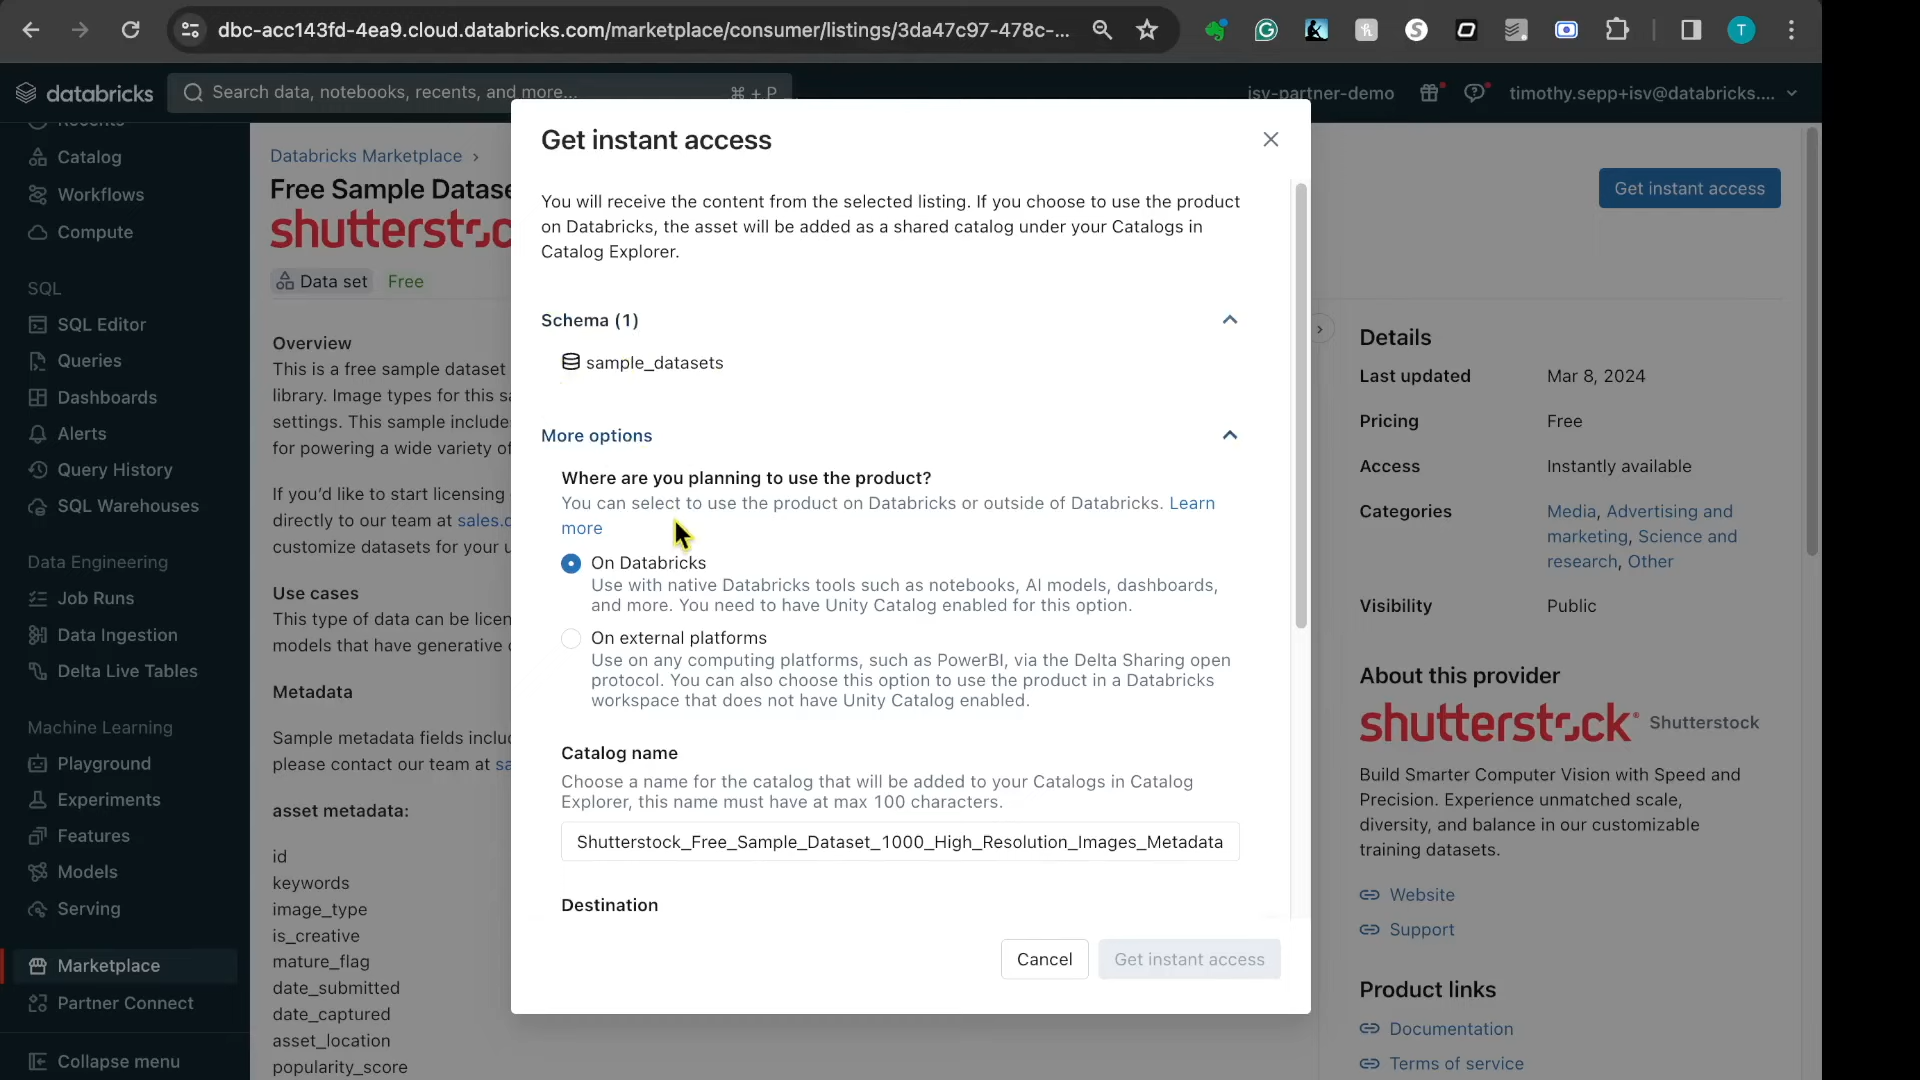 dbc-acc143fd-4ea9.cloud.databricks.com/marketplace/consumer/listings/3da47c97-478c-...
T
databricks
Search data, notebooks, recents, and more...
⌘ + P
isv-partner-demo
timothy.sepp+isv@databricks....
Recents
Catalog
Workflows
Compute
SQL
SQL Editor
Queries
Dashboards
Alerts
Query History
SQL Warehouses
Data Engineering
Job Runs
Data Ingestion
Delta Live Tables
Machine Learning
Playground
Experiments
Features
Models
Serving
Marketplace
Partner Connect
Collapse menu
Databricks Marketplace ›
Free Sample Datase
shutterst
Data set
Free
Overview
This is a free sample dataset
library. Image types for this sa
settings. This sample include
for powering a wide variety of
If you'd like to start licensing
directly to our team at sales.d
customize datasets for your u
Use cases
This type of data can be licen
models that have generative
Metadata
Sample metadata fields inclu
please contact our team at sa
asset metadata:
id
keywords
image_type
is_creative
mature_flag
date_submitted
date_captured
asset_location
popularity_score
Get instant access
You will receive the content from the selected listing. If you choose to use the product
on Databricks, the asset will be added as a shared catalog under your Catalogs in
Catalog Explorer.
Schema (1)
sample_datasets
More options
Where are you planning to use the product?
You can select to use the product on Databricks or outside of Databricks. Learn
more
On Databricks
Use with native Databricks tools such as notebooks, AI models, dashboards,
and more. You need to have Unity Catalog enabled for this option.
On external platforms
Use on any computing platforms, such as PowerBI, via the Delta Sharing open
protocol. You can also choose this option to use the product in a Databricks
workspace that does not have Unity Catalog enabled.
Catalog name
Choose a name for the catalog that will be added to your Catalogs in Catalog
Explorer, this name must have at max 100 characters.
Shutterstock_Free_Sample_Dataset_1000_High_Resolution_Images_Metadata
Destination
Cancel
Get instant access
Get instant access
Details
Last updated
Mar 8, 2024
Pricing
Free
Access
Instantly available
Categories
Media, Advertising and
marketing, Science and
research, Other
Visibility
Public
About this provider
shutterstock
Shutterstock
Build Smarter Computer Vision with Speed and
Precision. Experience unmatched scale,
diversity, and balance in our customizable
training datasets.
Website
Support
Product links
Documentation
Terms of service